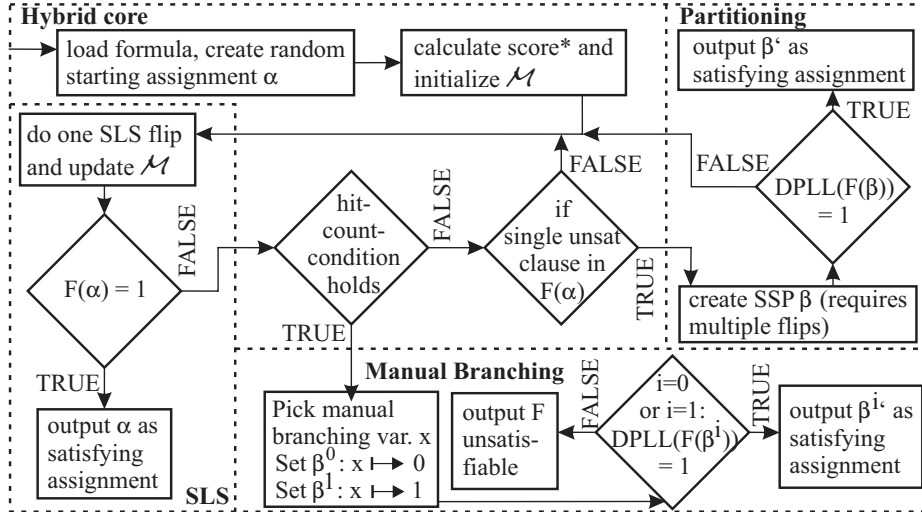 Hybrid core
load formula, create random
starting assignment α
calculate score* and
initialize ℳ
Partitioning
output β‘ as
satisfying assignment
TRUE
FALSE
DPLL(F(β))
= 1
create SSP β (requires
multiple flips)
do one SLS flip
and update ℳ
F(α) = 1
FALSE
TRUE
output α as
satisfying
assignment
SLS
hit-
count-
condition
holds
FALSE
TRUE
FALSE
if
single unsat
clause in
F(α)
TRUE
Manual Branching
Pick manual
branching var. x
Set β⁰: x ↦ 0
Set β¹: x ↦ 1
output F
unsatis-
fiable
FALSE
i=0
or i=1:
DPLL(F(βⁱ))
= 1
TRUE
output βⁱ‘ as
satisfying
assignment